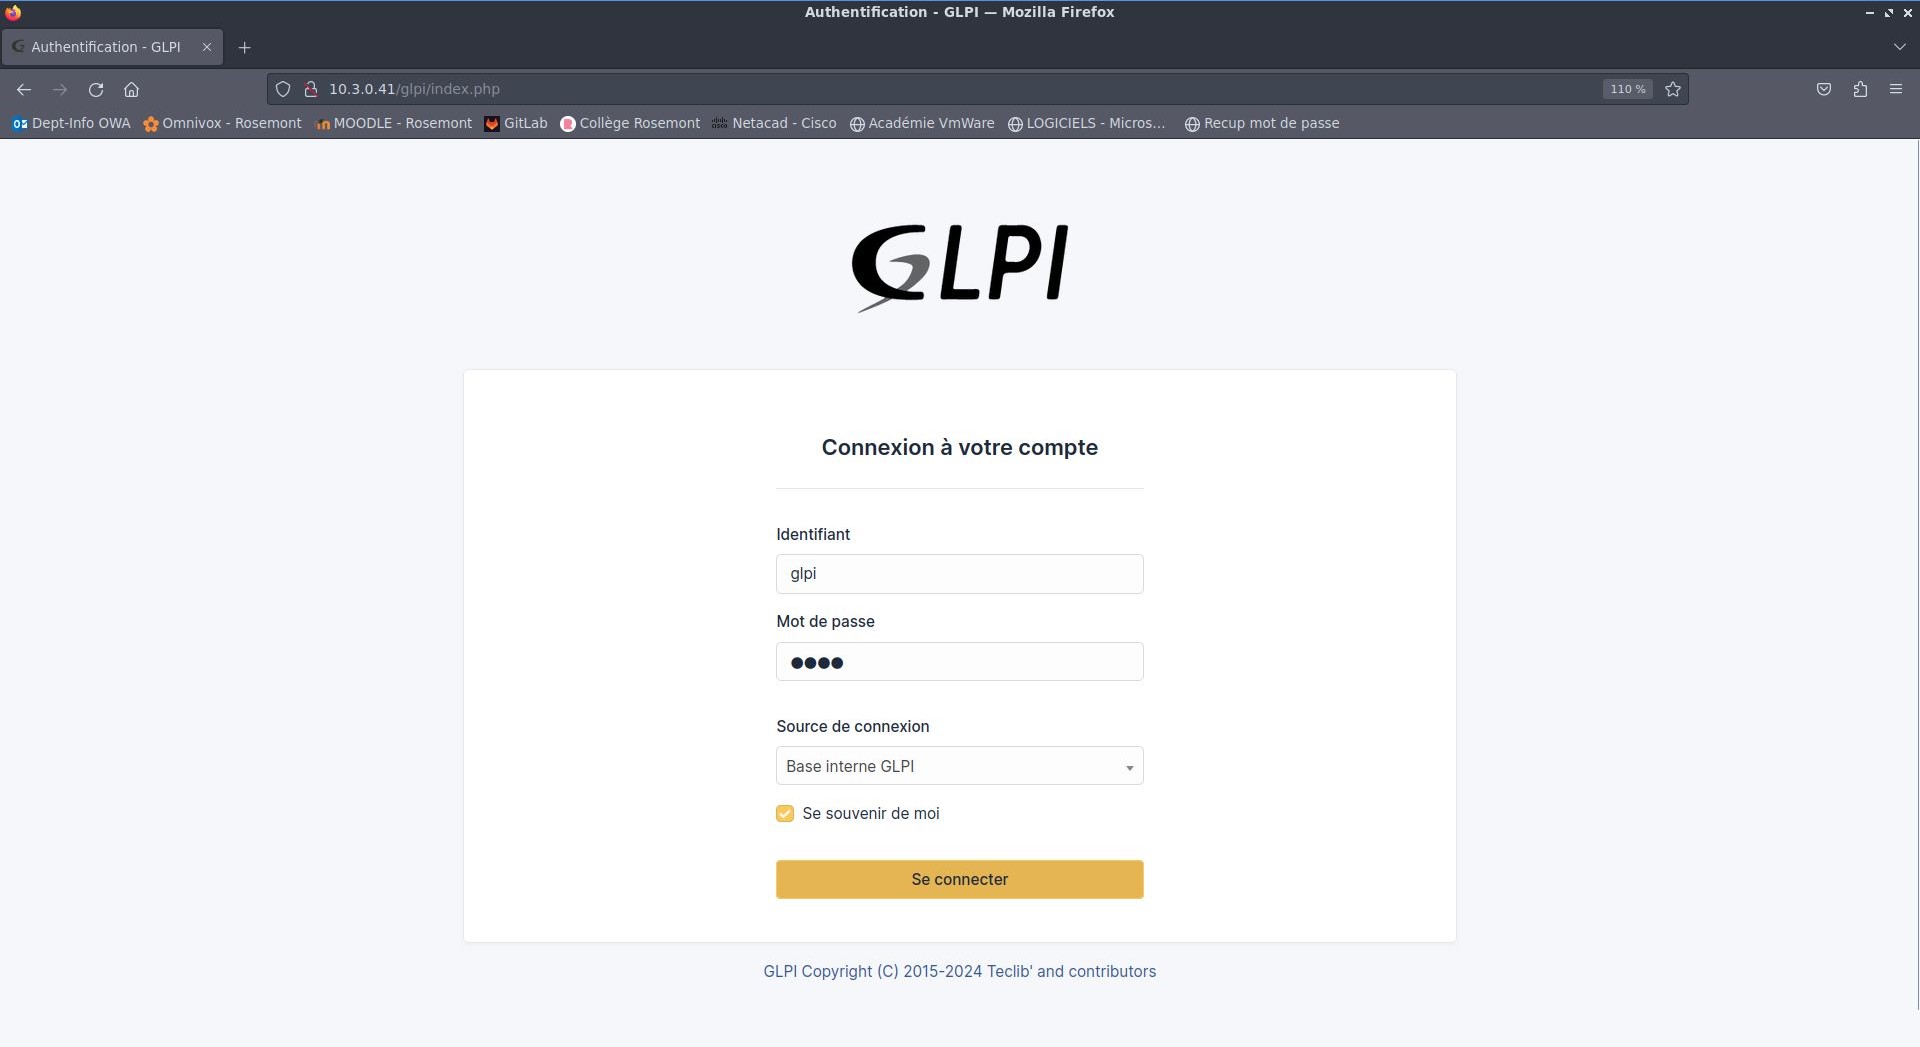 Authentification - GLPI — Mozilla Firefox
Authentification - GLPI
10.3.0.41/glpi/index.php 110 %
Dept-Info OWA Omnivox - Rosemont MOODLE - Rosemont GitLab Collège Rosemont Netacad - Cisco Académie VmWare LOGICIELS - Micros… Recup mot de passe
GLPI
Connexion à votre compte
Identifiant
glpi
Mot de passe
●●●●
Source de connexion
Base interne GLPI
Se souvenir de moi
Se connecter
GLPI Copyright (C) 2015-2024 Teclib' and contributors